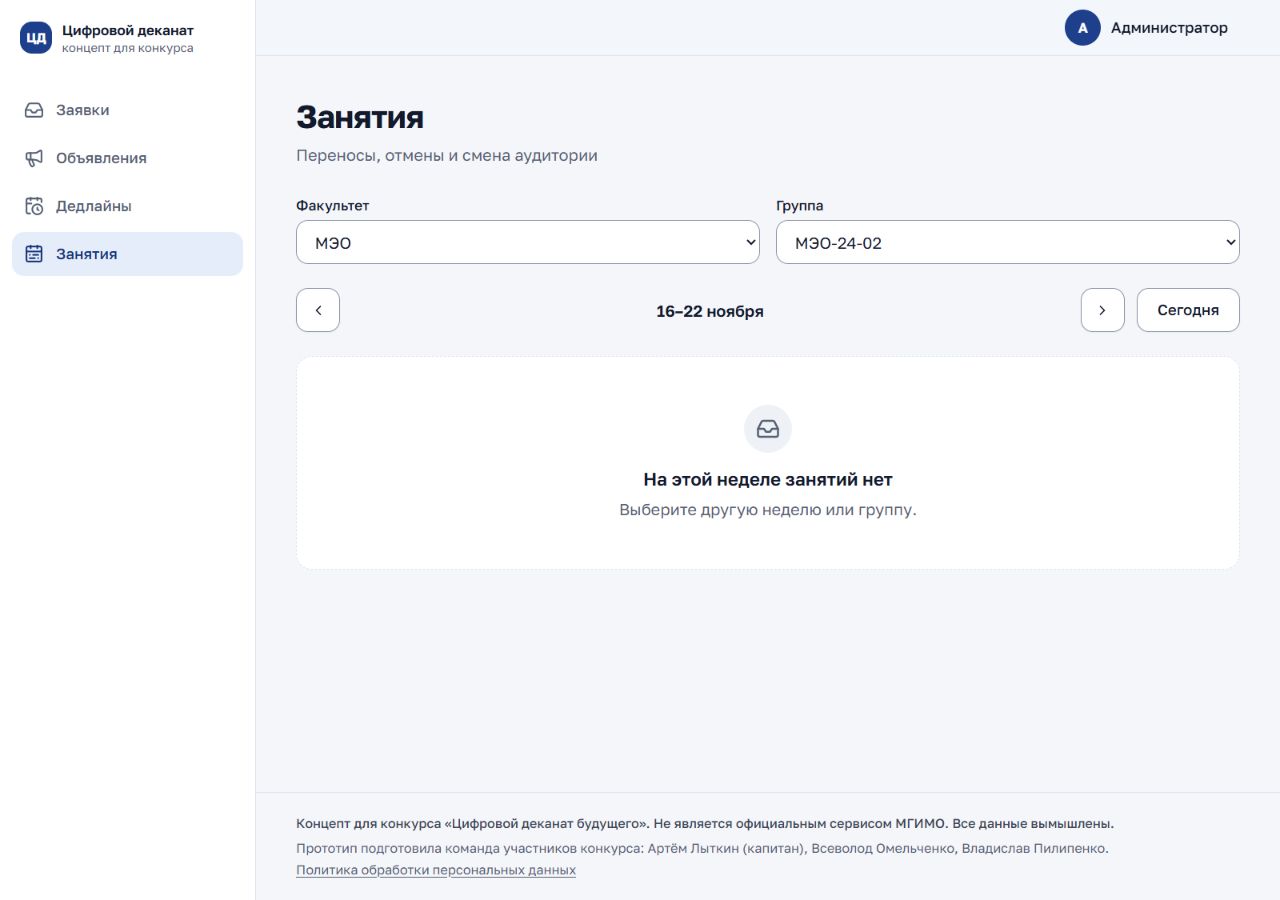 ЦД
Цифровой деканат
концепт для конкурса
А
Администратор
Заявки
Объявления
Дедлайны
Занятия
Занятия
Переносы, отмены и смена аудитории
Факультет
Группа
МЭО
МЭО-24-02
16–22 ноября
Сегодня
На этой неделе занятий нет
Выберите другую неделю или группу.
Концепт для конкурса «Цифровой деканат будущего». Не является официальным сервисом МГИМО. Все данные вымышлены.
Прототип подготовила команда участников конкурса: Артём Лыткин (капитан), Всеволод Омельченко, Владислав Пилипенко.
Политика обработки персональных данных